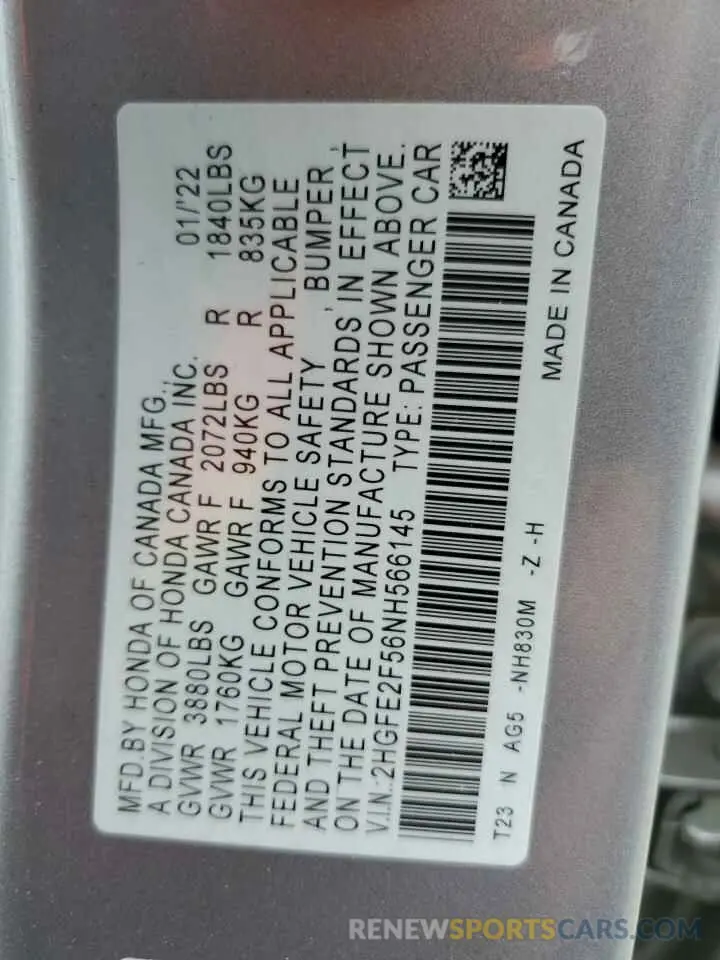 MFD.BY HONDA OF CANADA MFG., 01/'22
A DIVISION OF HONDA CANADA INC.
GVWR 3880LBS GAWR F 2072LBS R 1840LBS
GVWR 1760KG GAWR F 940KG R 835KG
THIS VEHICLE CONFORMS TO ALL APPLICABLE
FEDERAL MOTOR VEHICLE SAFETY , BUMPER ,
AND THEFT PREVENTION STANDARDS IN EFFECT
ON THE DATE OF MANUFACTURE SHOWN ABOVE.
V.I.N.:2HGFE2F56NH566145 TYPE: PASSENGER CAR
T23 N AG5 -NH830M -Z -H
MADE IN CANADA
RENEWSPORTSCARS.COM